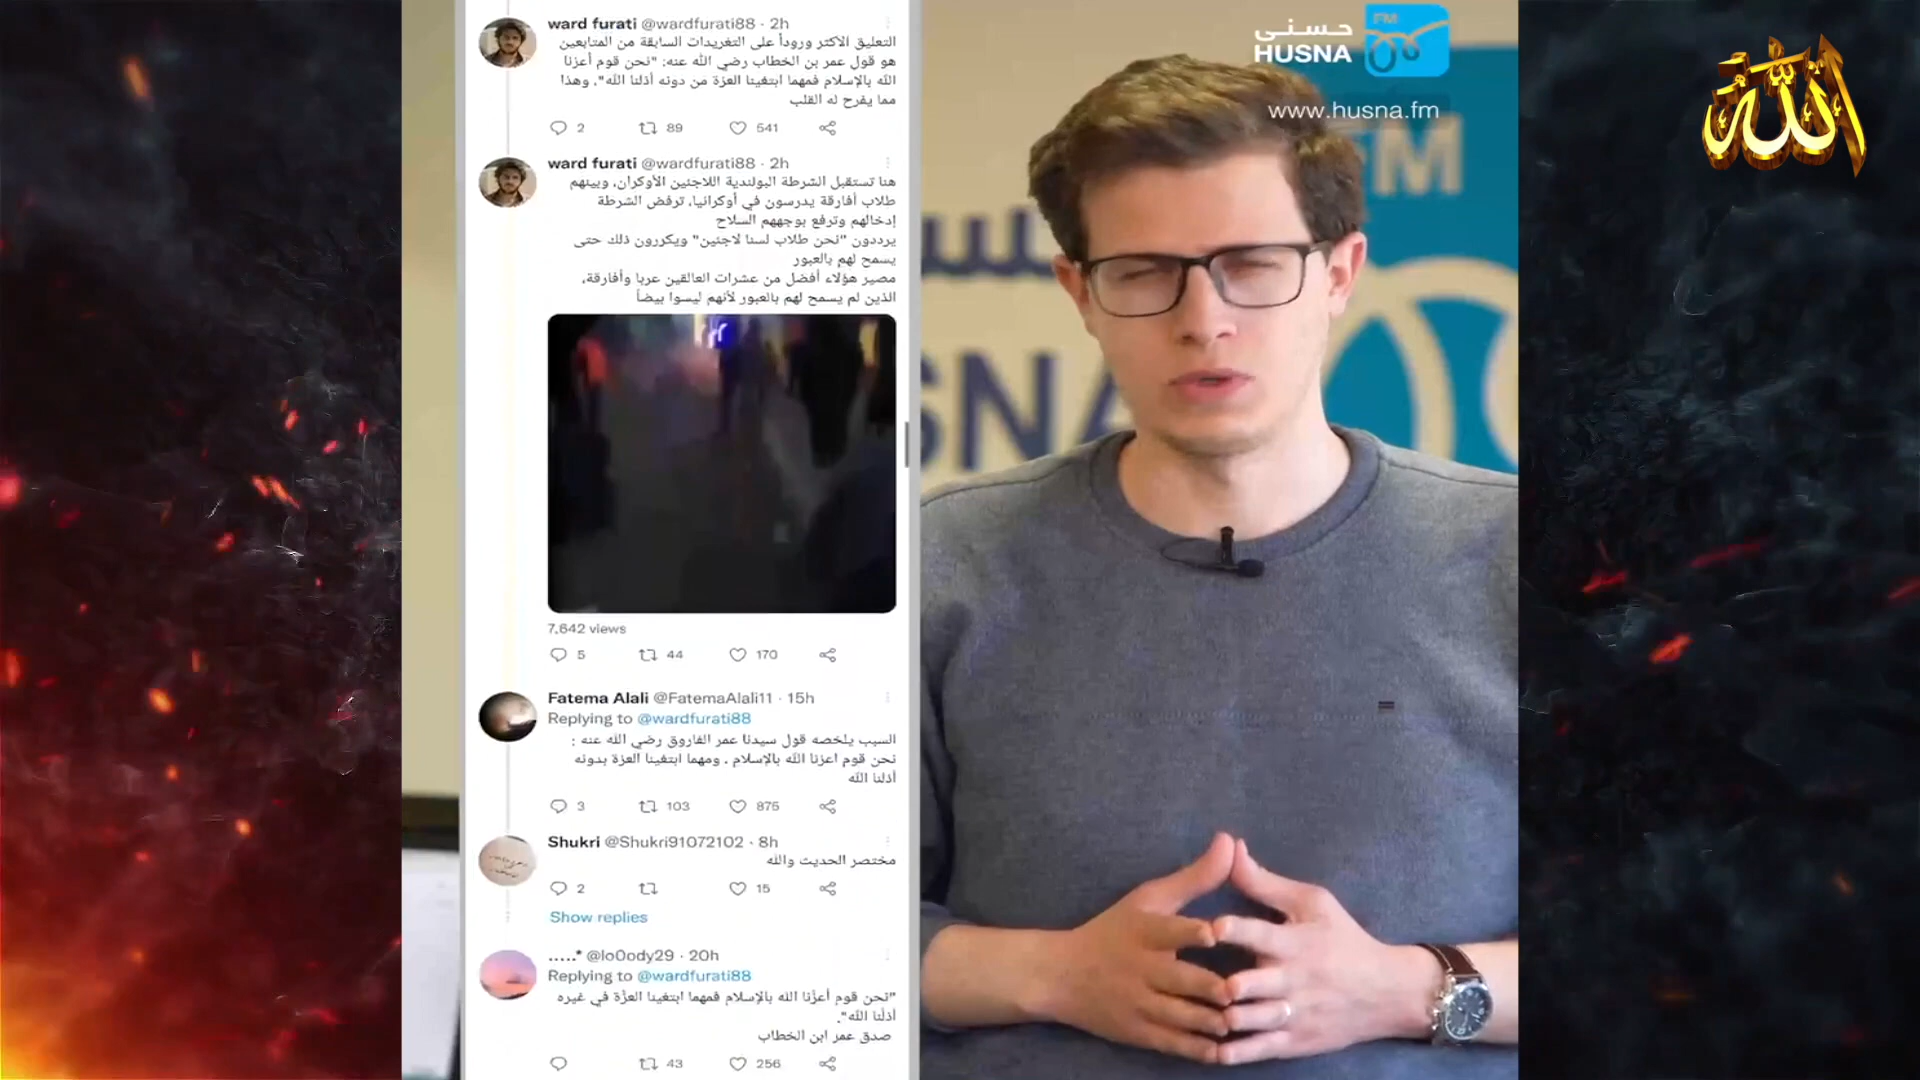 ward furati @wardfurati88 · 2h
التعليق الاكثر وروداً على التغريدات السابقة من المتابعين
هو قول عمر بن الخطاب رضي الله عنه: "نحن قوم أعزنا
الله بالإسلام فمهما ابتغينا العزة من دونه أذلنا الله". وهذا
مما يفرح له القلب
2 89 541
ward furati @wardfurati88 · 2h
هنا تستقبل الشرطة البولندية اللاجئين الأوكران، وبينهم
طلاب أفارقة يدرسون في أوكرانيا، ترفض الشرطة
إدخالهم وترفع بوجههم السلاح
يرددون "نحن طلاب لسنا لاجئين" ويكررون ذلك حتى
يسمح لهم بالعبور
مصير هؤلاء أفضل من عشرات العالقين عربا وأفارقة،
الذين لم يسمح لهم بالعبور لأنهم ليسوا بيضاً
7,642 views
5 44 170
Fatema Alali @FatemaAlali11 · 15h
Replying to @wardfurati88
السبب يلخصه قول سيدنا عمر الفاروق رضي الله عنه :
نحن قوم اعزنا الله بالإسلام . ومهما ابتغينا العزة بدونه
أذلنا الله
3 103 875
Shukri @Shukri91072102 · 8h
مختصر الحديث والله
2 15
Show replies
.....* @lo0ody29 · 20h
Replying to @wardfurati88
"نحن قوم أعزَّنا الله بالإسلام فمهما ابتغينا العزَّة في غيره
أذلَّنا الله".
صدق عمر ابن الخطاب
43 256
حسنى
HUSNA
FM
www.husna.fm
FM
SNA
الله